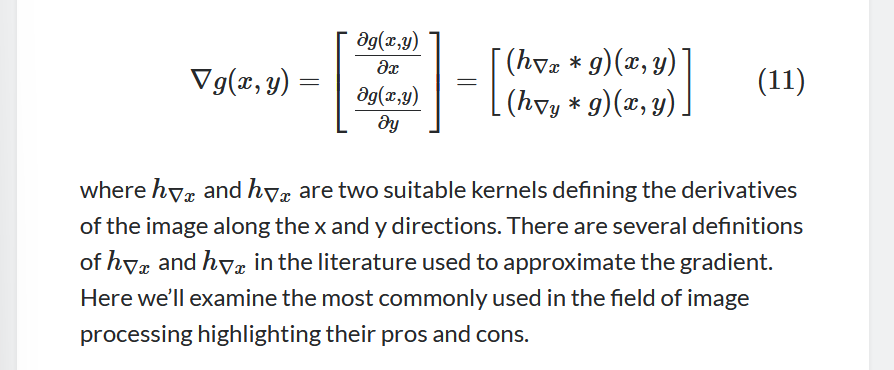 ∇g(x, y) = [ ∂g(x,y)/∂x ; ∂g(x,y)/∂y ] = [ (h∇x * g)(x, y) ; (h∇y * g)(x, y) ] (11)
where h∇x and h∇x are two suitable kernels defining the derivatives
of the image along the x and y directions. There are several definitions
of h∇x and h∇x in the literature used to approximate the gradient.
Here we’ll examine the most commonly used in the field of image
processing highlighting their pros and cons.